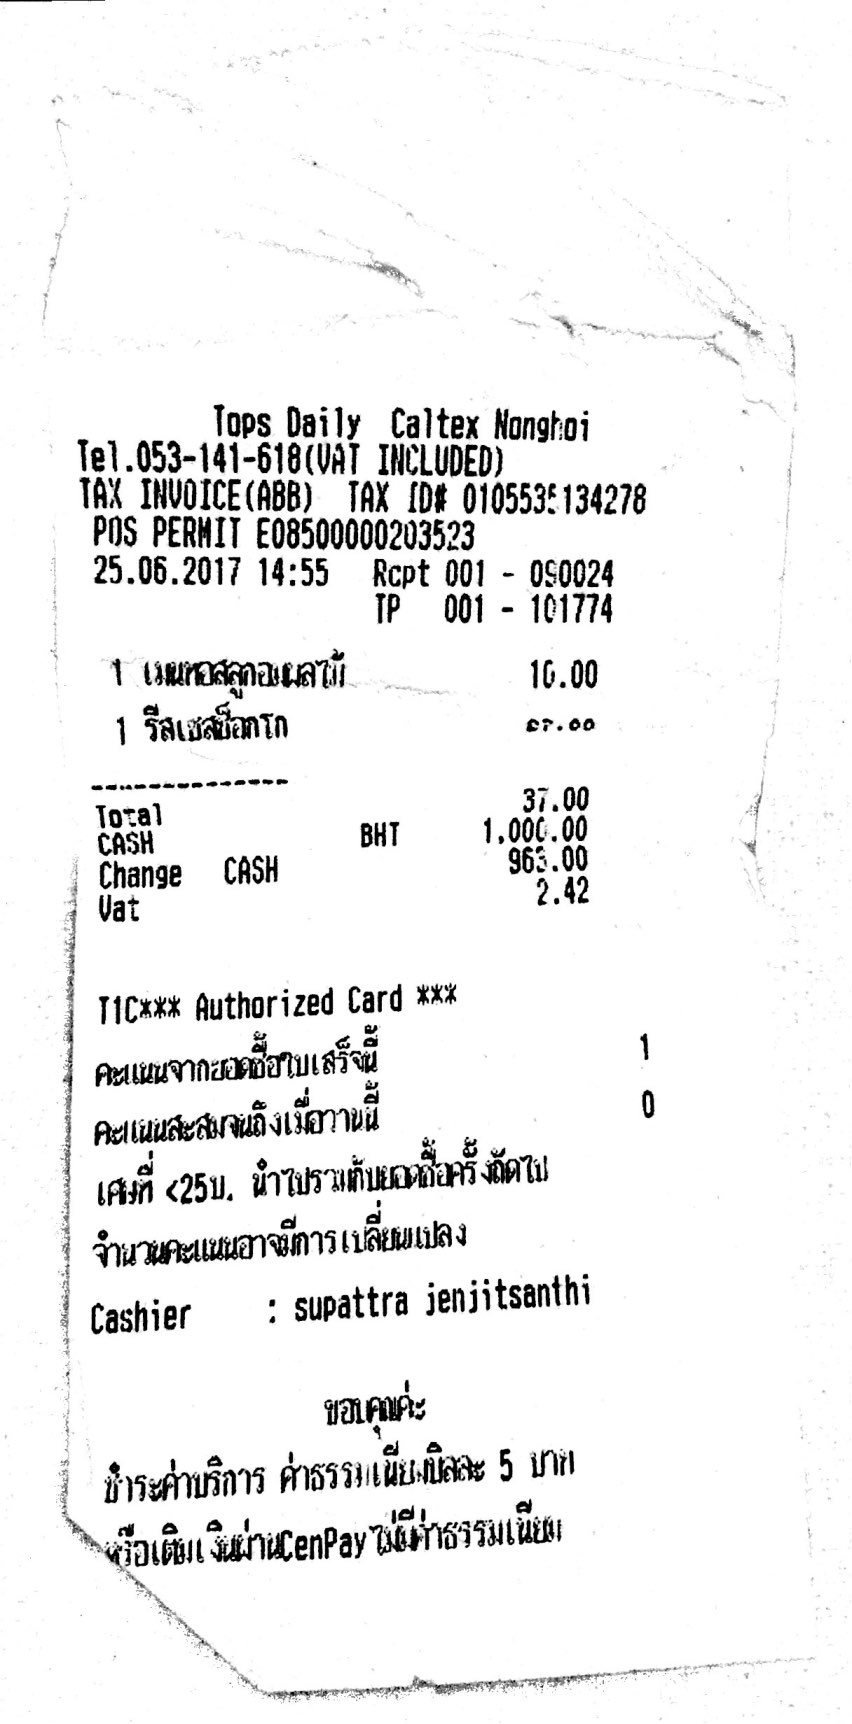 Tops Daily Caltex Nonghoi
Tel.053-141-618(VAT INCLUDED)
TAX INVOICE(ABB) TAX ID# 0105535134278
POS PERMIT E08500000203523
25.06.2017 14:55 Rcpt 001 - 090024
TP 001 - 101774
1 เมนทอสลูกอมผลไม้ 10.00
1 รีสเซสช็อกโก 27.00
---------------
Total 37.00
CASH BHT 1,000.00
Change CASH 963.00
Vat 2.42
T1C*** Authorized Card ***
คะแนนจากยอดซื้อใบเสร็จนี้ 1
คะแนนสะสมจนถึงเมื่อวานนี้ 0
เศษที่ <25บ. นำไปรวมกับยอดซื้อครั้งถัดไป
จำนวนคะแนนอาจมีการเปลี่ยนแปลง
Cashier : supattra jenjitsanthi
ขอบคุณค่ะ
ชำระค่าบริการ ค่าธรรมเนียมบิลละ 5 บาท
หรือเติมเงินผ่านCenPay ไม่มีค่าธรรมเนียม